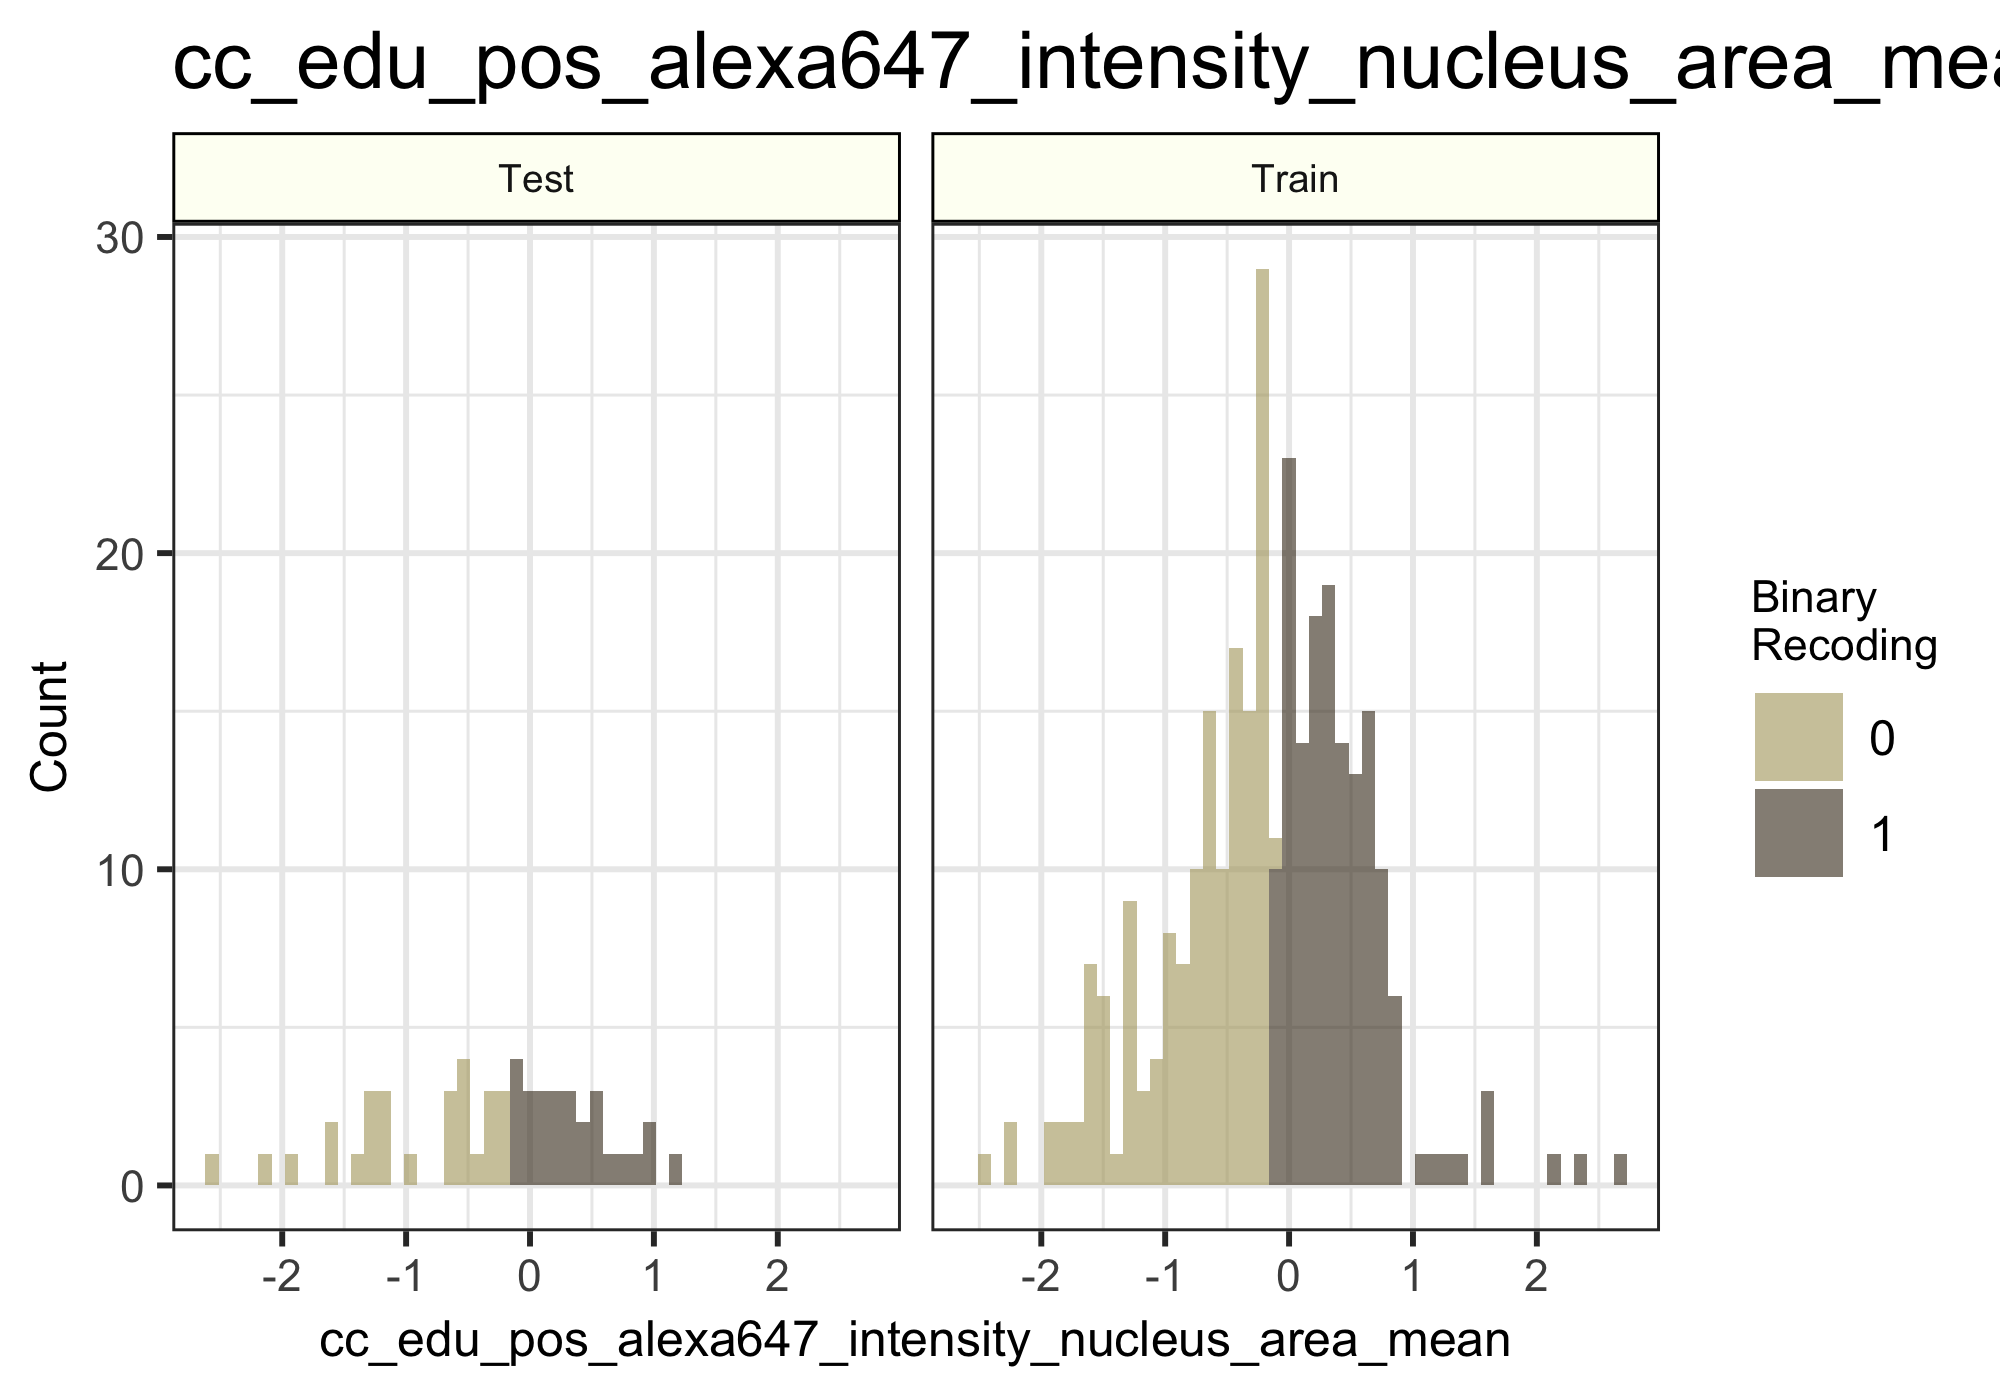 cc_edu_pos_alexa647_intensity_nucleus_area_mea
Test
Train
30
20
10
0
Count
-2 -1 0 1 2
-2 -1 0 1 2
cc_edu_pos_alexa647_intensity_nucleus_area_mean
Binary
Recoding
0
1